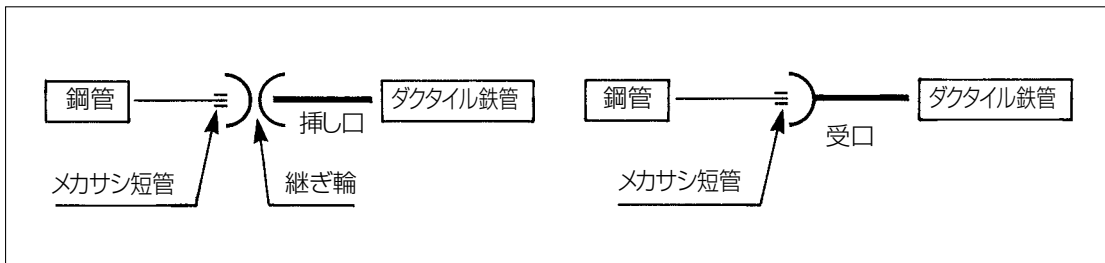 鋼管
挿し口
ダクタイル鉄管
メカサシ短管
継ぎ輪
鋼管
受口
ダクタイル鉄管
メカサシ短管